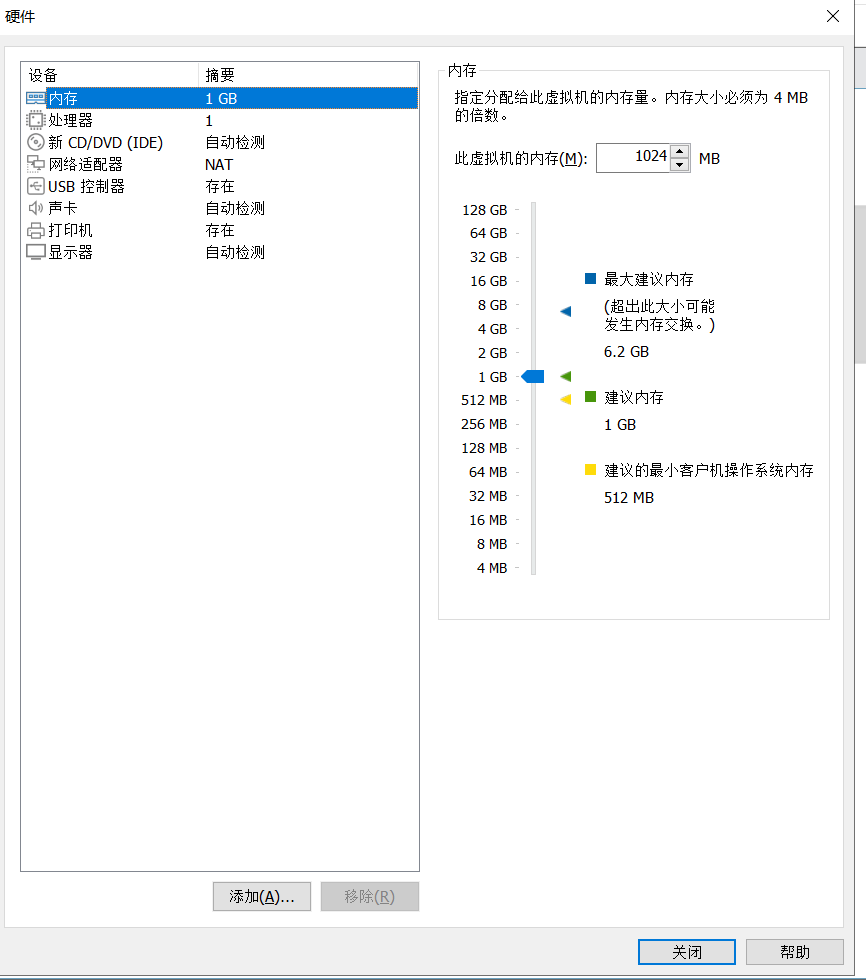 硬件
设备 摘要
内存 1 GB
处理器 1
新 CD/DVD (IDE) 自动检测
网络适配器 NAT
USB 控制器 存在
声卡 自动检测
打印机 存在
显示器 自动检测
添加(A)...
移除(R)
内存
指定分配给此虚拟机的内存量。内存大小必须为 4 MB
的倍数。
此虚拟机的内存(M): 1024 MB
128 GB
64 GB
32 GB
16 GB
8 GB
4 GB
2 GB
1 GB
512 MB
256 MB
128 MB
64 MB
32 MB
16 MB
8 MB
4 MB
最大建议内存
(超出此大小可能
发生内存交换。)
6.2 GB
建议内存
1 GB
建议的最小客户机操作系统内存
512 MB
关闭
帮助